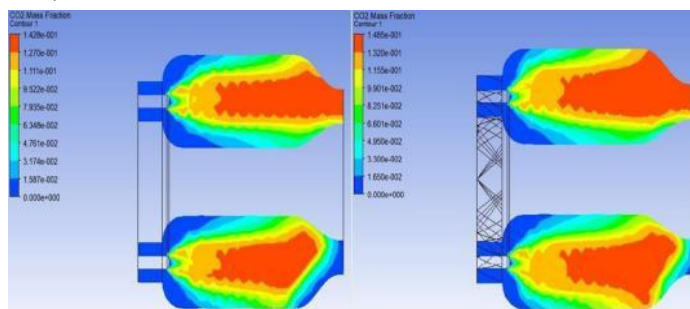 CO2 Mass Fraction
Contour 1
1.428e-001
1.270e-001
1.111e-001
9.522e-002
7.935e-002
6.348e-002
4.761e-002
3.174e-002
1.587e-002
0.000e+000
CO2 Mass Fraction
Contour 1
1.485e-001
1.320e-001
1.155e-001
9.901e-002
8.251e-002
6.601e-002
4.950e-002
3.300e-002
1.650e-002
0.000e+000